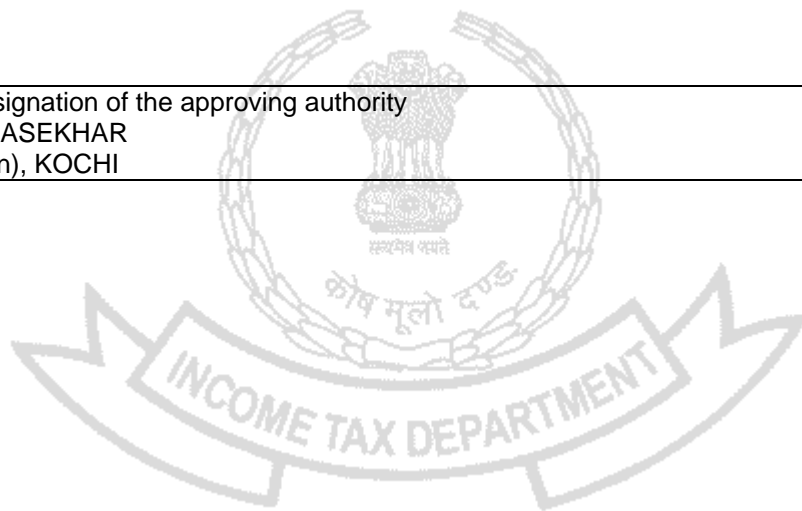 signation of the approving authority
ASEKHAR
n), KOCHI
सत्यमेव जयते
कोष मूलो दण्डः
INCOME TAX DEPARTMENT